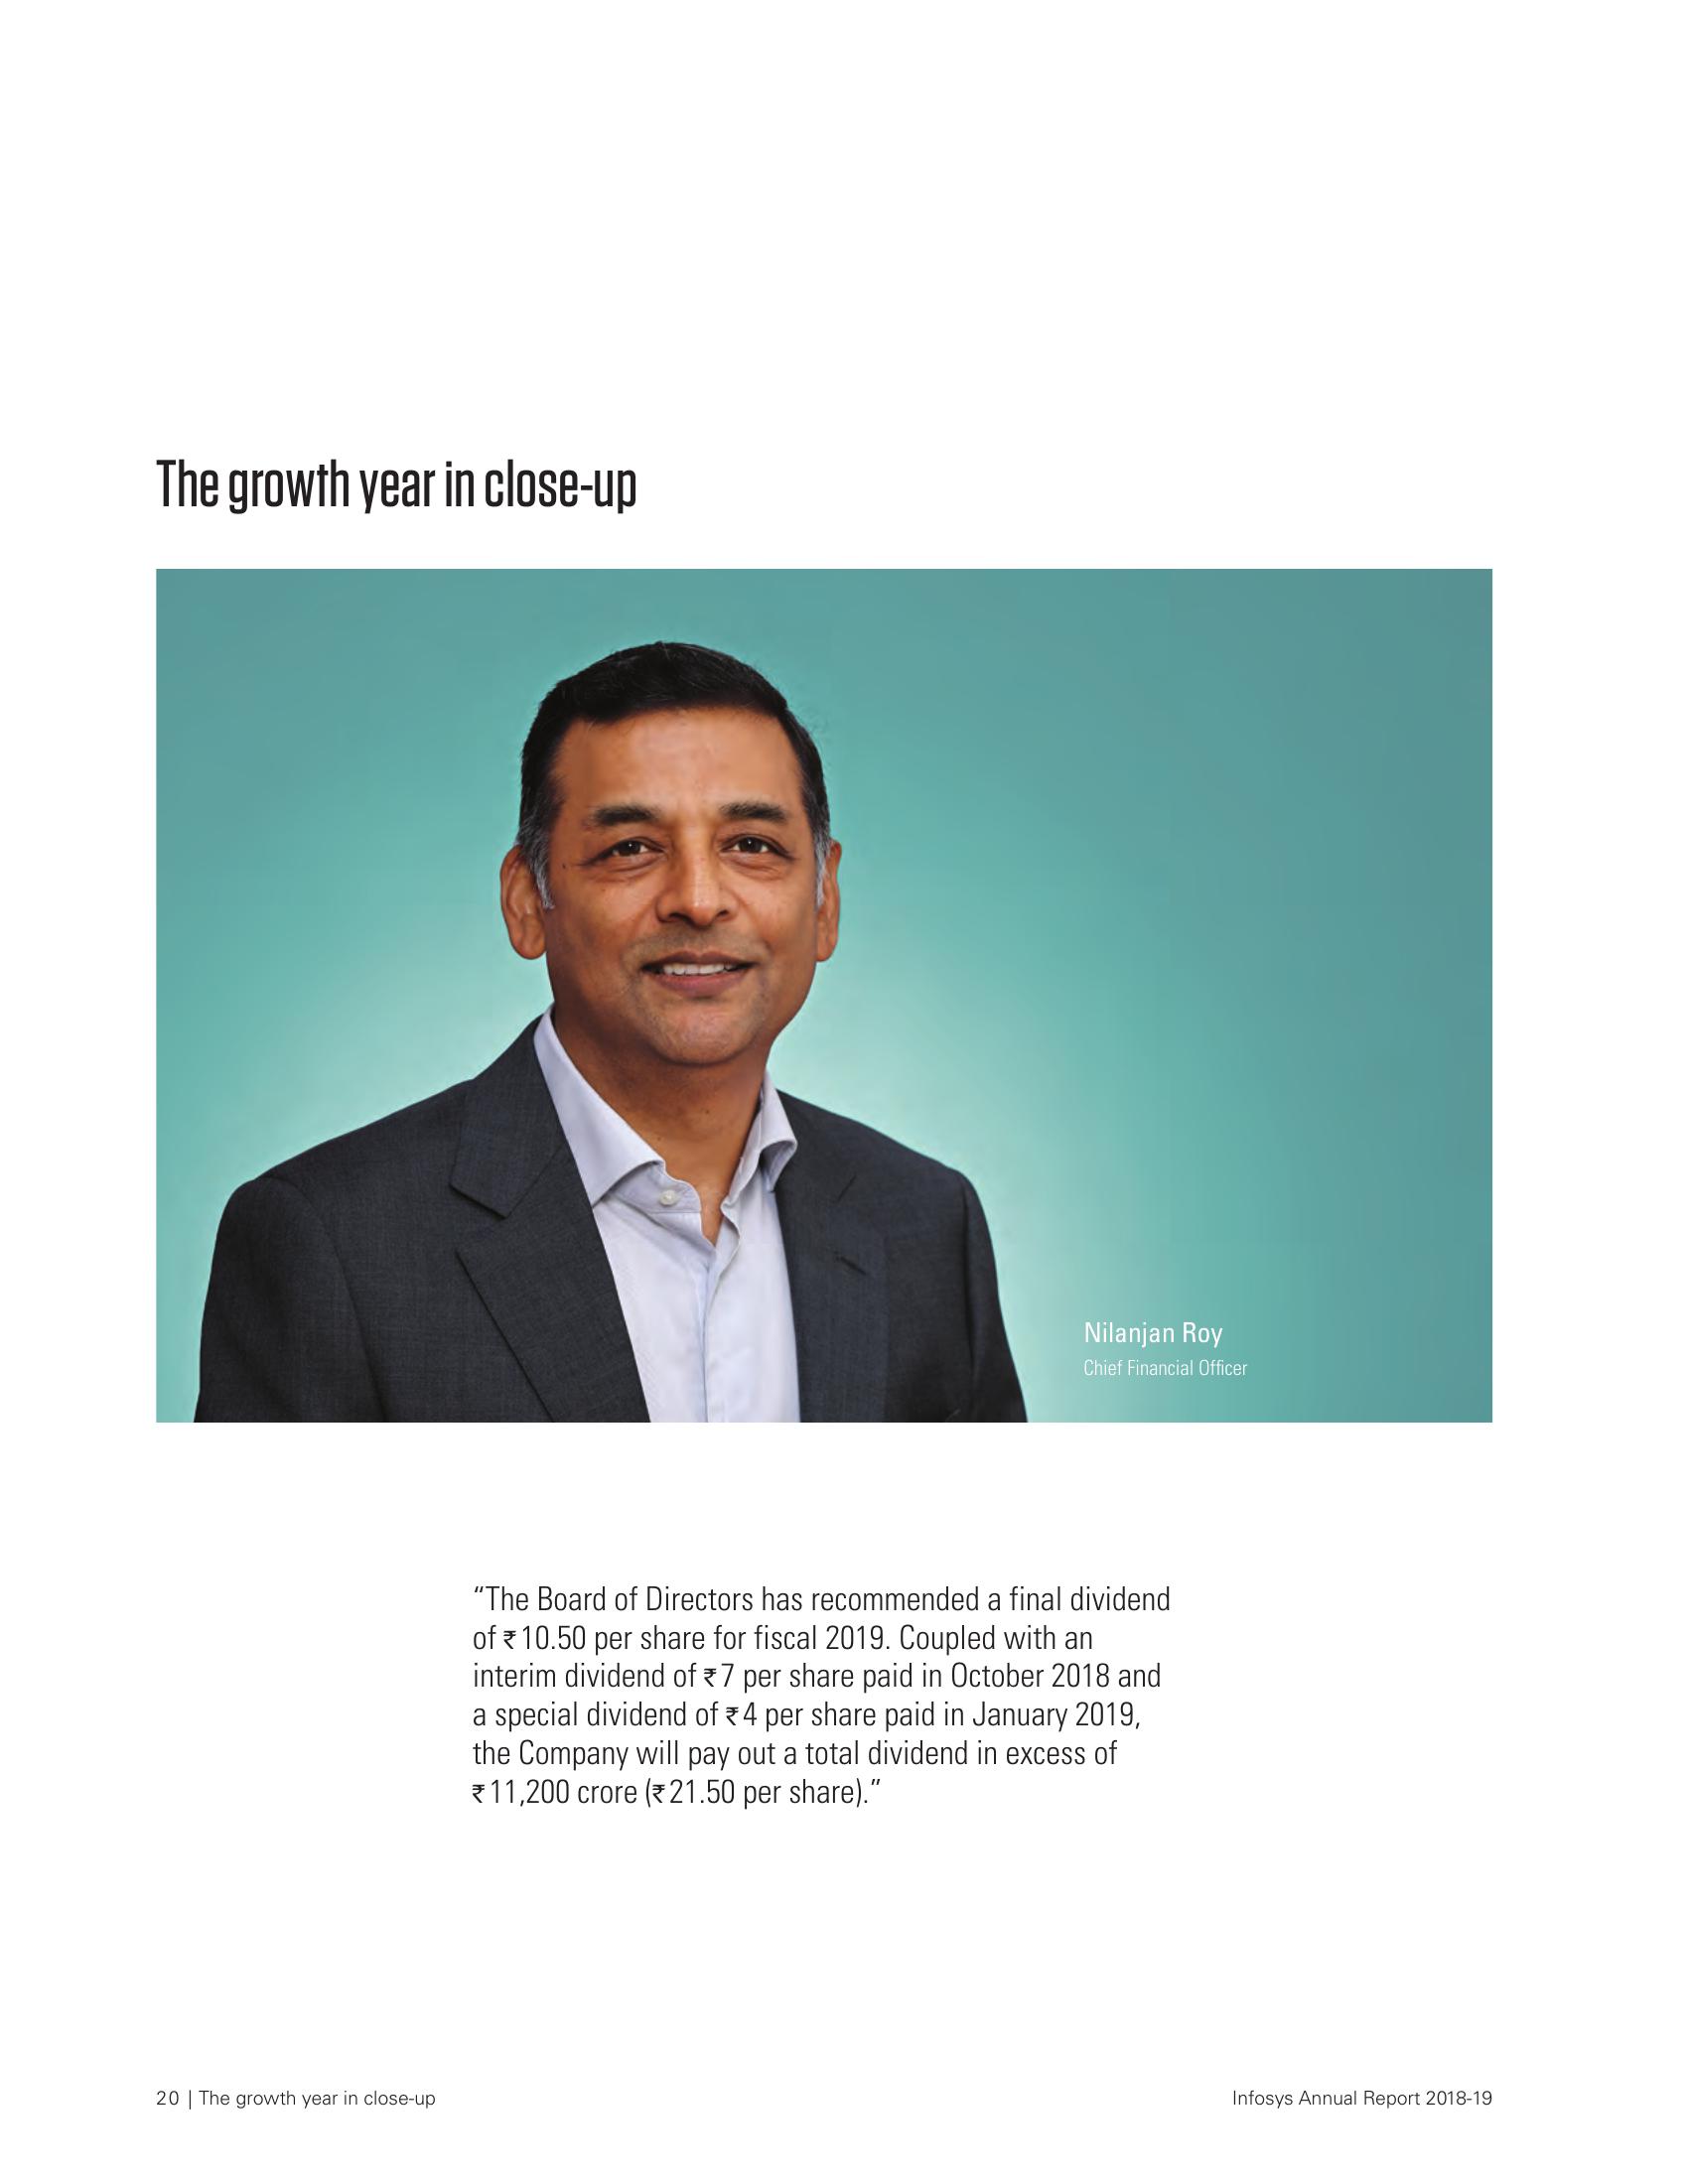 The growth year in close-up
Nilanjan Roy
Chief Financial Officer
“The Board of Directors has recommended a final dividend
of ₹10.50 per share for fiscal 2019. Coupled with an
interim dividend of ₹7 per share paid in October 2018 and
a special dividend of ₹4 per share paid in January 2019,
the Company will pay out a total dividend in excess of
₹11,200 crore (₹21.50 per share).”
20 | The growth year in close-up
Infosys Annual Report 2018-19